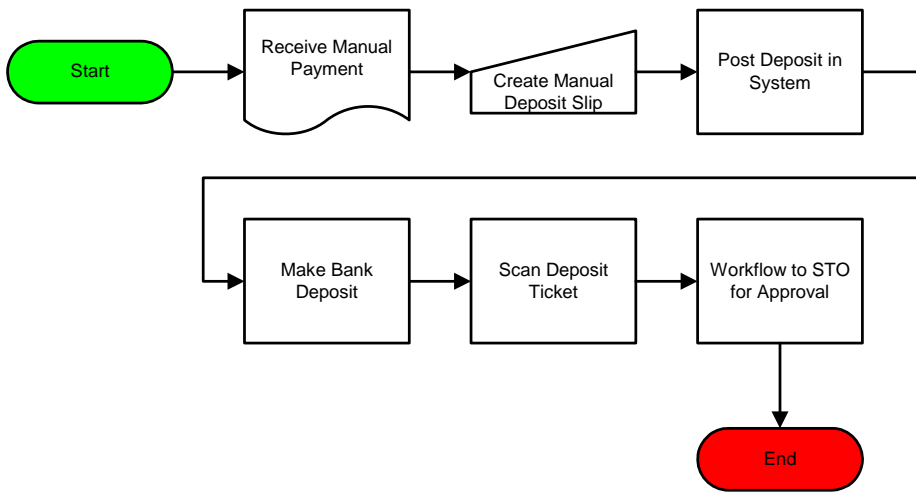 Start
Receive Manual
Payment
Create Manual
Deposit Slip
Post Deposit in
System
Make Bank
Deposit
Scan Deposit
Ticket
Workflow to STO
for Approval
End